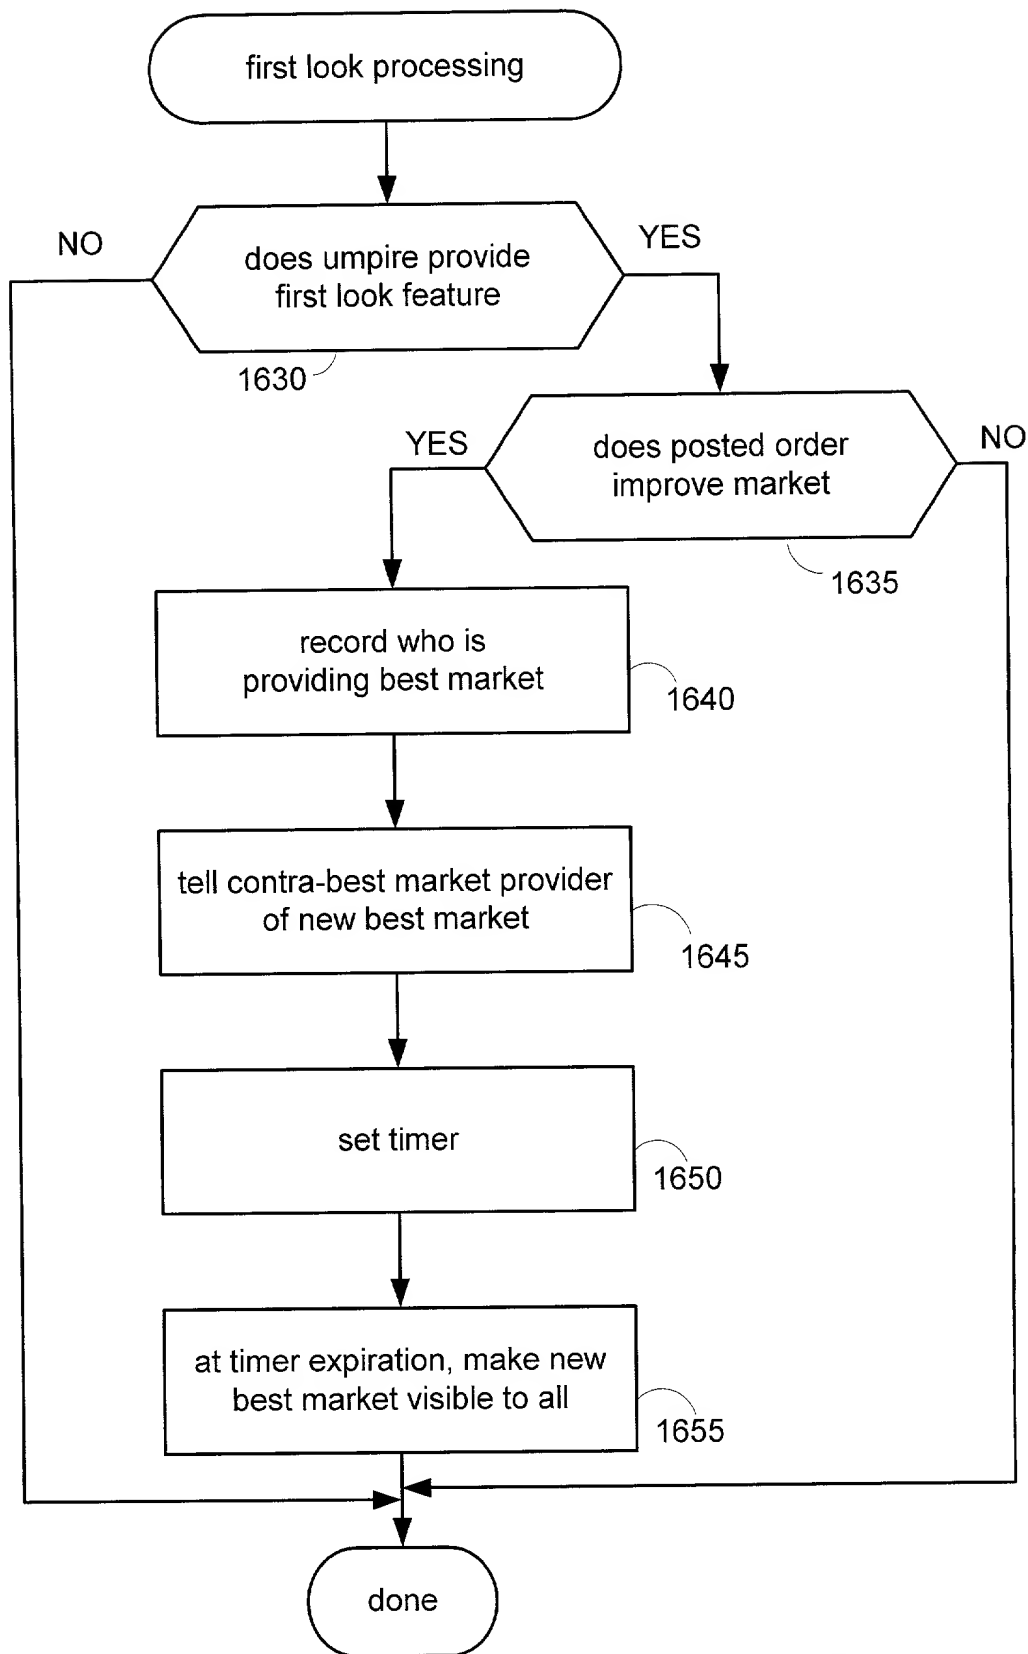 first look processing
NO
YES
does umpire provide
first look feature
1630
YES
NO
does posted order
improve market
1635
record who is
providing best market
1640
tell contra-best market provider
of new best market
1645
set timer
1650
at timer expiration, make new
best market visible to all
1655
done